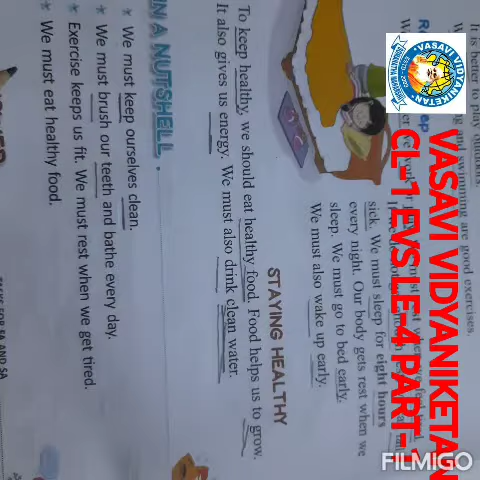 It is better to play outdoors.
and swimming are good exercises.
sick. We must sleep for eight hours
every night. Our body gets rest when we
sleep. We must go to bed early.
We must also wake up early.
STAYING HEALTHY
To keep healthy, we should eat healthy food. Food helps us to grow.
It also gives us energy. We must also drink clean water.
IN A NUTSHELL
* We must keep ourselves clean.
* We must brush our teeth and bathe every day.
* Exercise keeps us fit. We must rest when we get tired.
* We must eat healthy food.
FA AND SA
VASAVI VIDYANIKETAN
CL-1 EVS LE-4 PART-1
VASAVI VIDYANIKETAN
FILMIGO